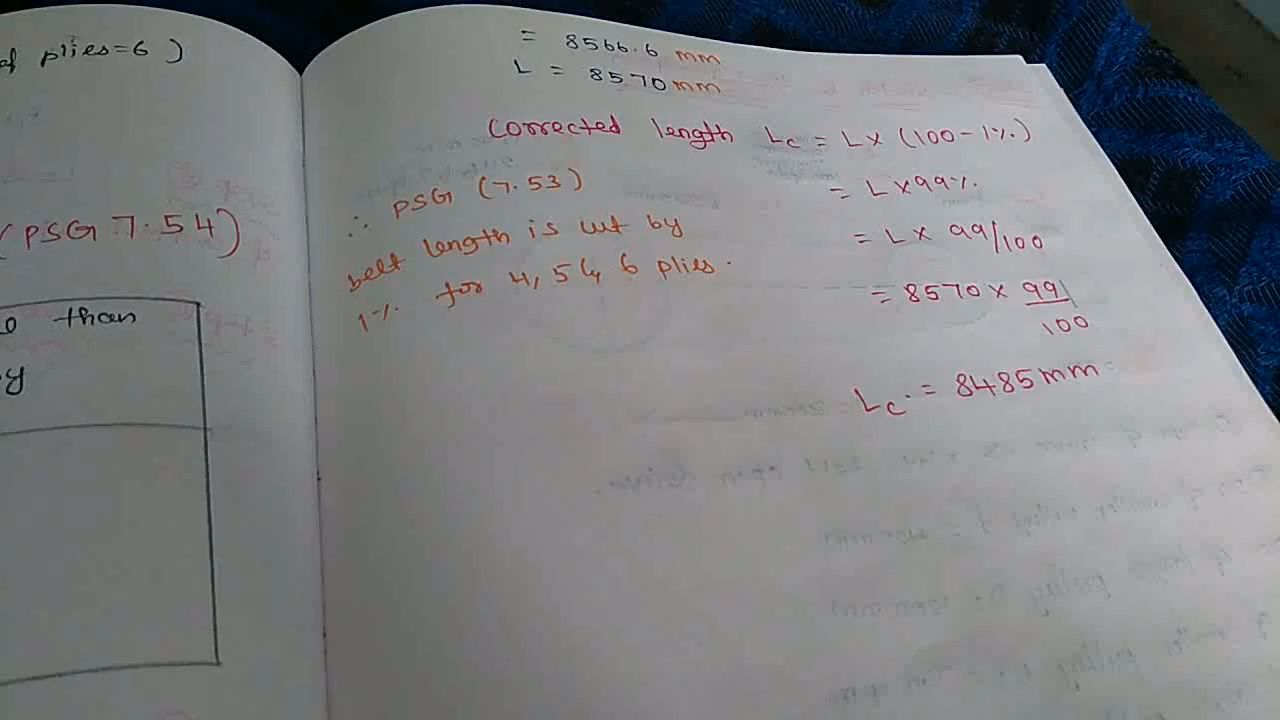 of plies=6 )
(PSG 7.54)
than
= 8566.6 mm
L = 8570 mm
Corrected length Lc = L x (100-1%)
= L x 99%
= L x 99/100
= 8570 x 99
100
Lc = 8485 mm
∴ PSG (7.53)
belt length is cut by
1% for 4, 5 & 6 plies.